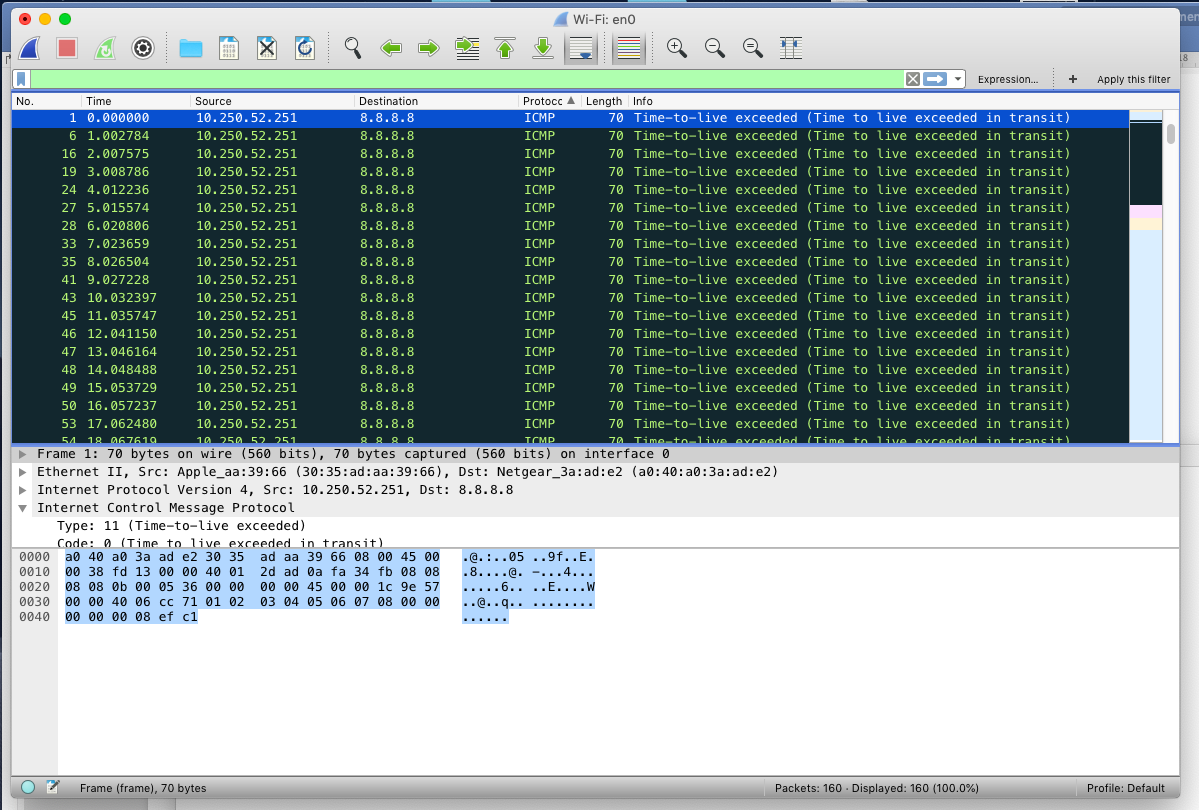 Wi-Fi: en0
Expression... + Apply this filter
No. Time Source Destination Protocc Length Info
1 0.000000 10.250.52.251 8.8.8.8 ICMP 70 Time-to-live exceeded (Time to live exceeded in transit)
6 1.002784 10.250.52.251 8.8.8.8 ICMP 70 Time-to-live exceeded (Time to live exceeded in transit)
16 2.007575 10.250.52.251 8.8.8.8 ICMP 70 Time-to-live exceeded (Time to live exceeded in transit)
19 3.008786 10.250.52.251 8.8.8.8 ICMP 70 Time-to-live exceeded (Time to live exceeded in transit)
24 4.012236 10.250.52.251 8.8.8.8 ICMP 70 Time-to-live exceeded (Time to live exceeded in transit)
27 5.015574 10.250.52.251 8.8.8.8 ICMP 70 Time-to-live exceeded (Time to live exceeded in transit)
28 6.020806 10.250.52.251 8.8.8.8 ICMP 70 Time-to-live exceeded (Time to live exceeded in transit)
33 7.023659 10.250.52.251 8.8.8.8 ICMP 70 Time-to-live exceeded (Time to live exceeded in transit)
35 8.026504 10.250.52.251 8.8.8.8 ICMP 70 Time-to-live exceeded (Time to live exceeded in transit)
41 9.027228 10.250.52.251 8.8.8.8 ICMP 70 Time-to-live exceeded (Time to live exceeded in transit)
43 10.032397 10.250.52.251 8.8.8.8 ICMP 70 Time-to-live exceeded (Time to live exceeded in transit)
45 11.035747 10.250.52.251 8.8.8.8 ICMP 70 Time-to-live exceeded (Time to live exceeded in transit)
46 12.041150 10.250.52.251 8.8.8.8 ICMP 70 Time-to-live exceeded (Time to live exceeded in transit)
47 13.046164 10.250.52.251 8.8.8.8 ICMP 70 Time-to-live exceeded (Time to live exceeded in transit)
48 14.048488 10.250.52.251 8.8.8.8 ICMP 70 Time-to-live exceeded (Time to live exceeded in transit)
49 15.053729 10.250.52.251 8.8.8.8 ICMP 70 Time-to-live exceeded (Time to live exceeded in transit)
50 16.057237 10.250.52.251 8.8.8.8 ICMP 70 Time-to-live exceeded (Time to live exceeded in transit)
53 17.062480 10.250.52.251 8.8.8.8 ICMP 70 Time-to-live exceeded (Time to live exceeded in transit)
54 18.067619 10.250.52.251 8.8.8.8 ICMP 70 Time-to-live exceeded (Time to live exceeded in transit)
Frame 1: 70 bytes on wire (560 bits), 70 bytes captured (560 bits) on interface 0
Ethernet II, Src: Apple_aa:39:66 (30:35:ad:aa:39:66), Dst: Netgear_3a:ad:e2 (a0:40:a0:3a:ad:e2)
Internet Protocol Version 4, Src: 10.250.52.251, Dst: 8.8.8.8
Internet Control Message Protocol
Type: 11 (Time-to-live exceeded)
Code: 0 (Time to live exceeded in transit)
0000 a0 40 a0 3a ad e2 30 35 ad aa 39 66 08 00 45 00 .@.:..05 ..9f..E.
0010 00 38 fd 13 00 00 40 01 2d ad 0a fa 34 fb 08 08 .8....@. -...4...
0020 08 08 0b 00 05 36 00 00 00 00 45 00 00 1c 9e 57 .....6.. ..E....W
0030 00 00 40 06 cc 71 01 02 03 04 05 06 07 08 00 00 ..@..q.. ........
0040 00 00 00 08 ef c1 ......
Frame (frame), 70 bytes Packets: 160 · Displayed: 160 (100.0%) Profile: Default